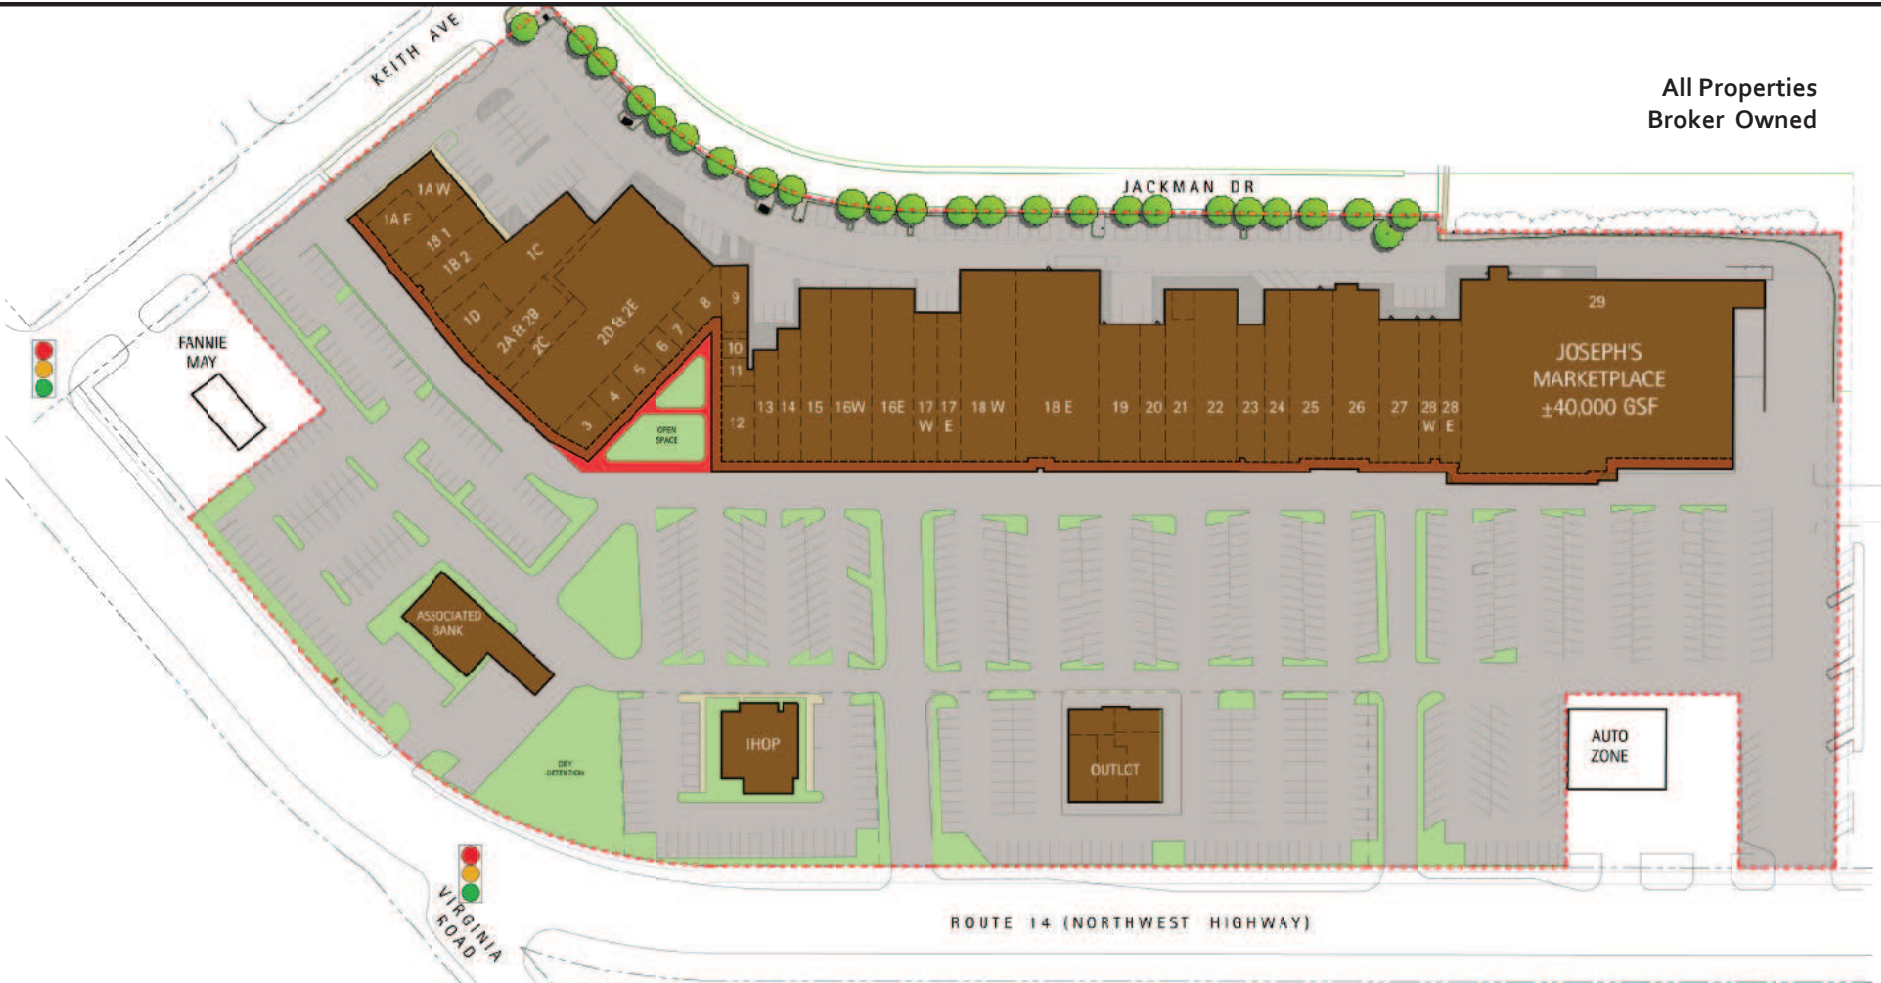 KEITH AVE
All Properties
Broker Owned
JACKMAN DR
1A W
1A F
1B 1
1B 2
1C
1D
2A & 2B
2C
2D & 2E
3
4
5
6
7
8
9
10
11
12
13
14
15
16W
16E
17
W
17
E
18 W
18 E
19
20
21
22
23
24
25
26
27
28
W
28
E
29
JOSEPH'S
MARKETPLACE
±40,000 GSF
OPEN
SPACE
FANNIE
MAY
ASSOCIATED
BANK
DRY
DETENTION
IHOP
OUTLCT
AUTO
ZONE
VIRGINIA
ROAD
ROUTE 14 (NORTHWEST HIGHWAY)